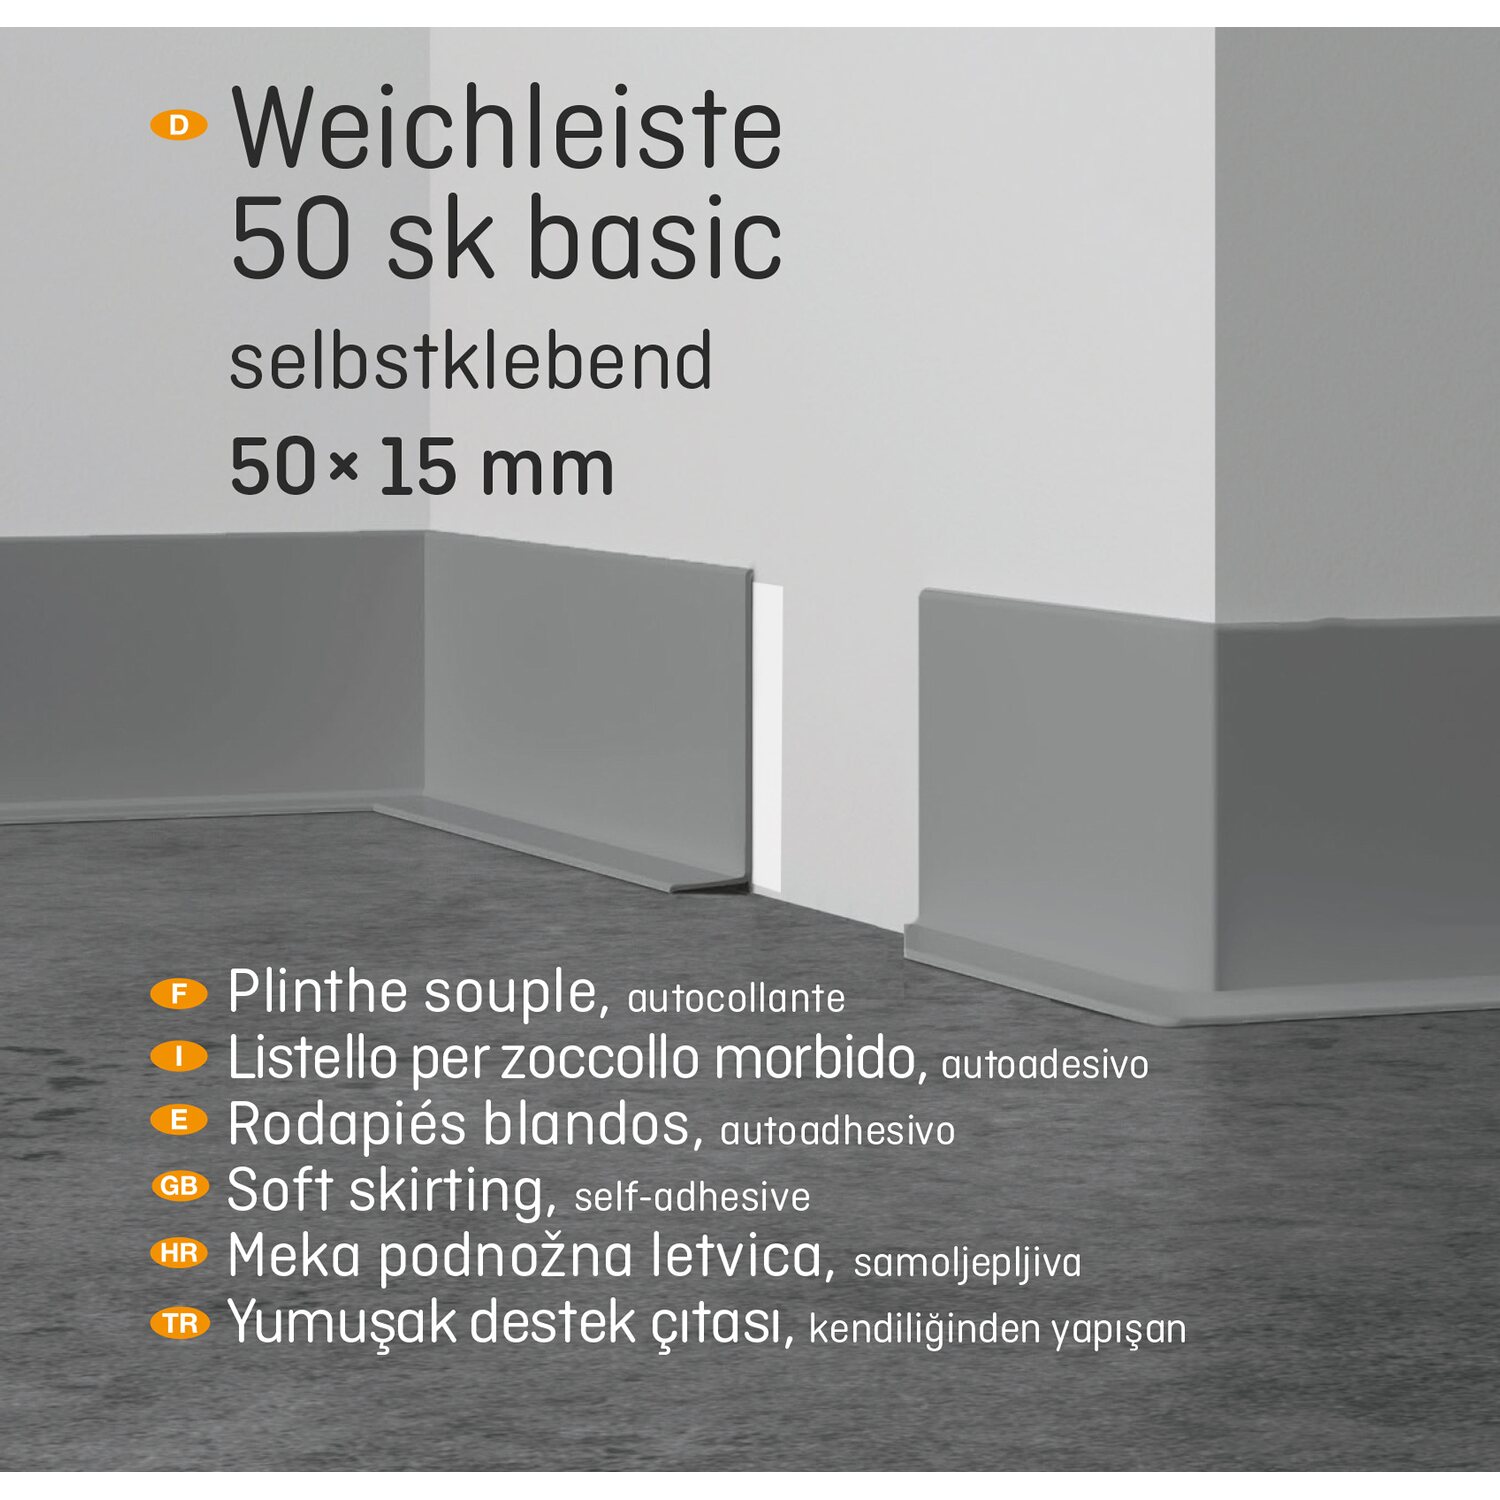 D Weichleiste
50 sk basic
selbstklebend
50 × 15 mm
F Plinthe souple, autocollante
I Listello per zoccollo morbido, autoadesivo
E Rodapiés blandos, autoadhesivo
GB Soft skirting, self-adhesive
HR Meka podnožna letvica, samoljepljiva
TR Yumuşak destek çıtası, kendiliğinden yapışan